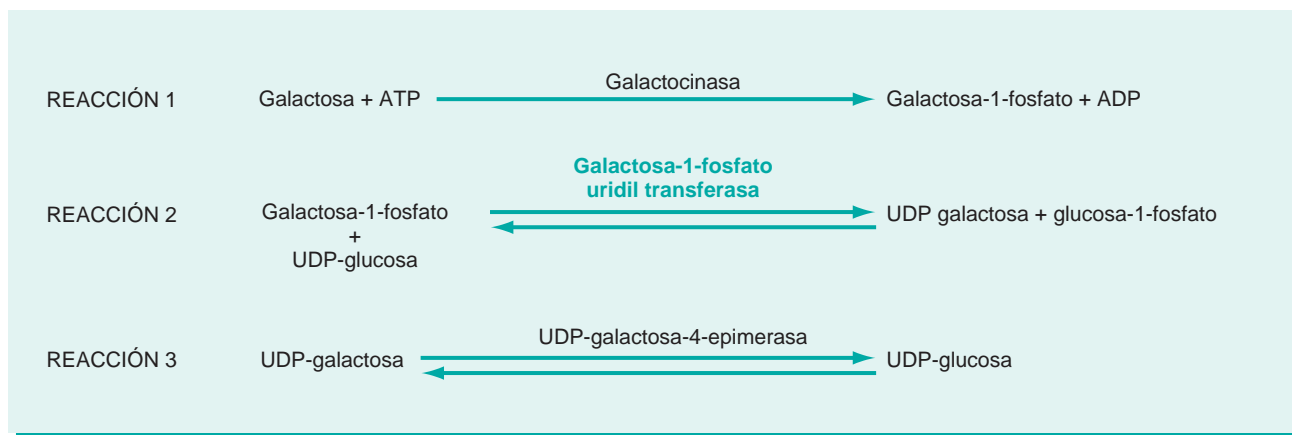 REACCIÓN 1 Galactosa + ATP Galactocinasa Galactosa-1-fosfato + ADP
Galactosa-1-fosfato
uridil transferasa
REACCIÓN 2 Galactosa-1-fosfato UDP galactosa + glucosa-1-fosfato
+
UDP-glucosa
REACCIÓN 3 UDP-galactosa UDP-galactosa-4-epimerasa UDP-glucosa